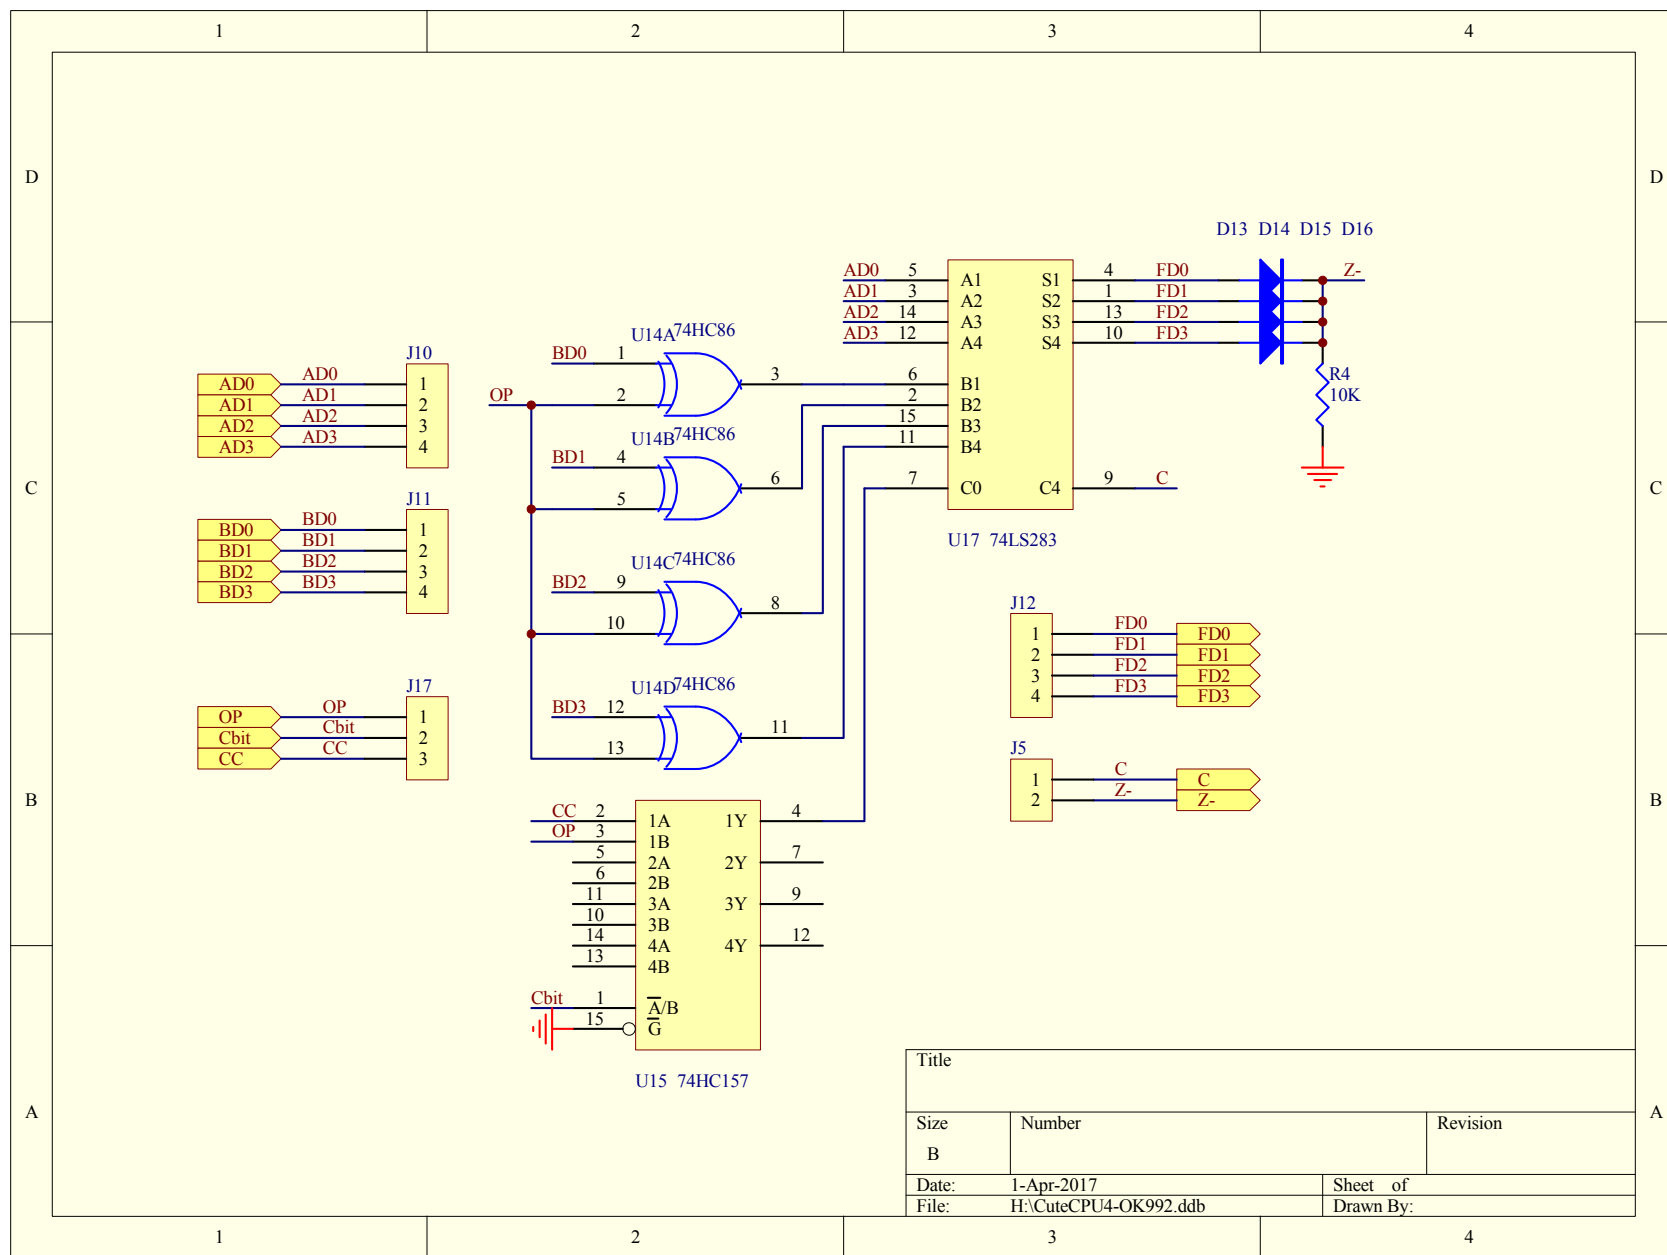 1 2 3 4
D D
C C
B B
A A
D13 D14 D15 D16
AD0 5 A1 S1 4 FD0 Z-
AD1 3 A2 S2 1 FD1
AD2 14 A3 S3 13 FD2
AD3 12 A4 S4 10 FD3
R4
10K
6 B1
2 B2
15 B3
11 B4
7 C0 C4 9 C
U17 74LS283
J10
AD0 AD0 1
AD1 AD1 2
AD2 AD2 3
AD3 AD3 4
J11
BD0 BD0 1
BD1 BD1 2
BD2 BD2 3
BD3 BD3 4
J17
OP OP 1
Cbit Cbit 2
CC CC 3
U14A 74HC86
BD0 1 3
OP 2
U14B 74HC86
BD1 4 6
5
U14C 74HC86
BD2 9 8
10
U14D 74HC86
BD3 12 11
13
CC 2 1A 1Y 4
OP 3 1B
5 2A 2Y 7
6 2B
11 3A 3Y 9
10 3B
14 4A 4Y 12
13 4B
Cbit 1 A/B
15 G
U15 74HC157
J12
1 FD0 FD0
2 FD1 FD1
3 FD2 FD2
4 FD3 FD3
J5
1 C C
2 Z- Z-
Title
Size Number Revision
B
Date: 1-Apr-2017 Sheet of
File: H:\CuteCPU4-OK992.ddb Drawn By:
1 2 3 4